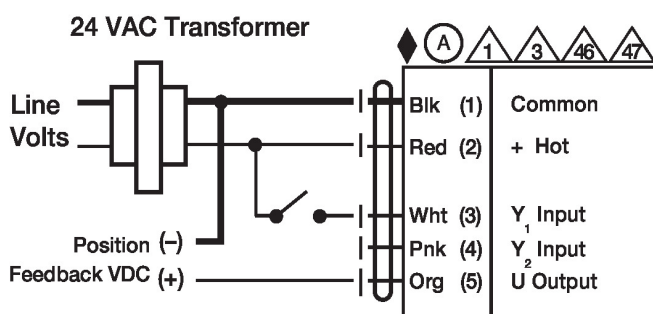 24 VAC Transformer
A 1 3 46 47
Line Volts
Blk (1) Common
Red (2) + Hot
Wht (3) Y1 Input
Pnk (4) Y2 Input
Org (5) U Output
Position (–)
Feedback VDC (+)